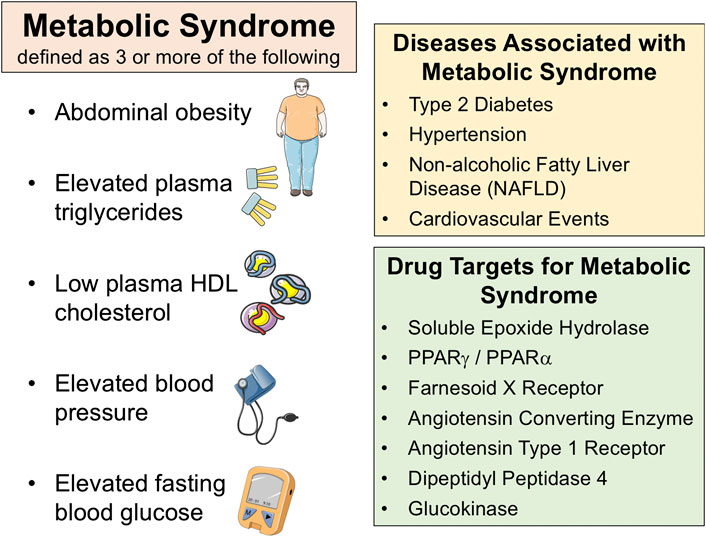 Metabolic Syndrome
defined as 3 or more of the following
• Abdominal obesity
• Elevated plasma
triglycerides
• Low plasma HDL
cholesterol
• Elevated blood
pressure
• Elevated fasting
blood glucose
M
Diseases Associated with
Metabolic Syndrome
• Type 2 Diabetes
• Hypertension
• Non-alcoholic Fatty Liver
Disease (NAFLD)
• Cardiovascular Events
Drug Targets for Metabolic
Syndrome
• Soluble Epoxide Hydrolase
• PPARγ / PPARα
• Farnesoid X Receptor
• Angiotensin Converting Enzyme
• Angiotensin Type 1 Receptor
• Dipeptidyl Peptidase 4
• Glucokinase